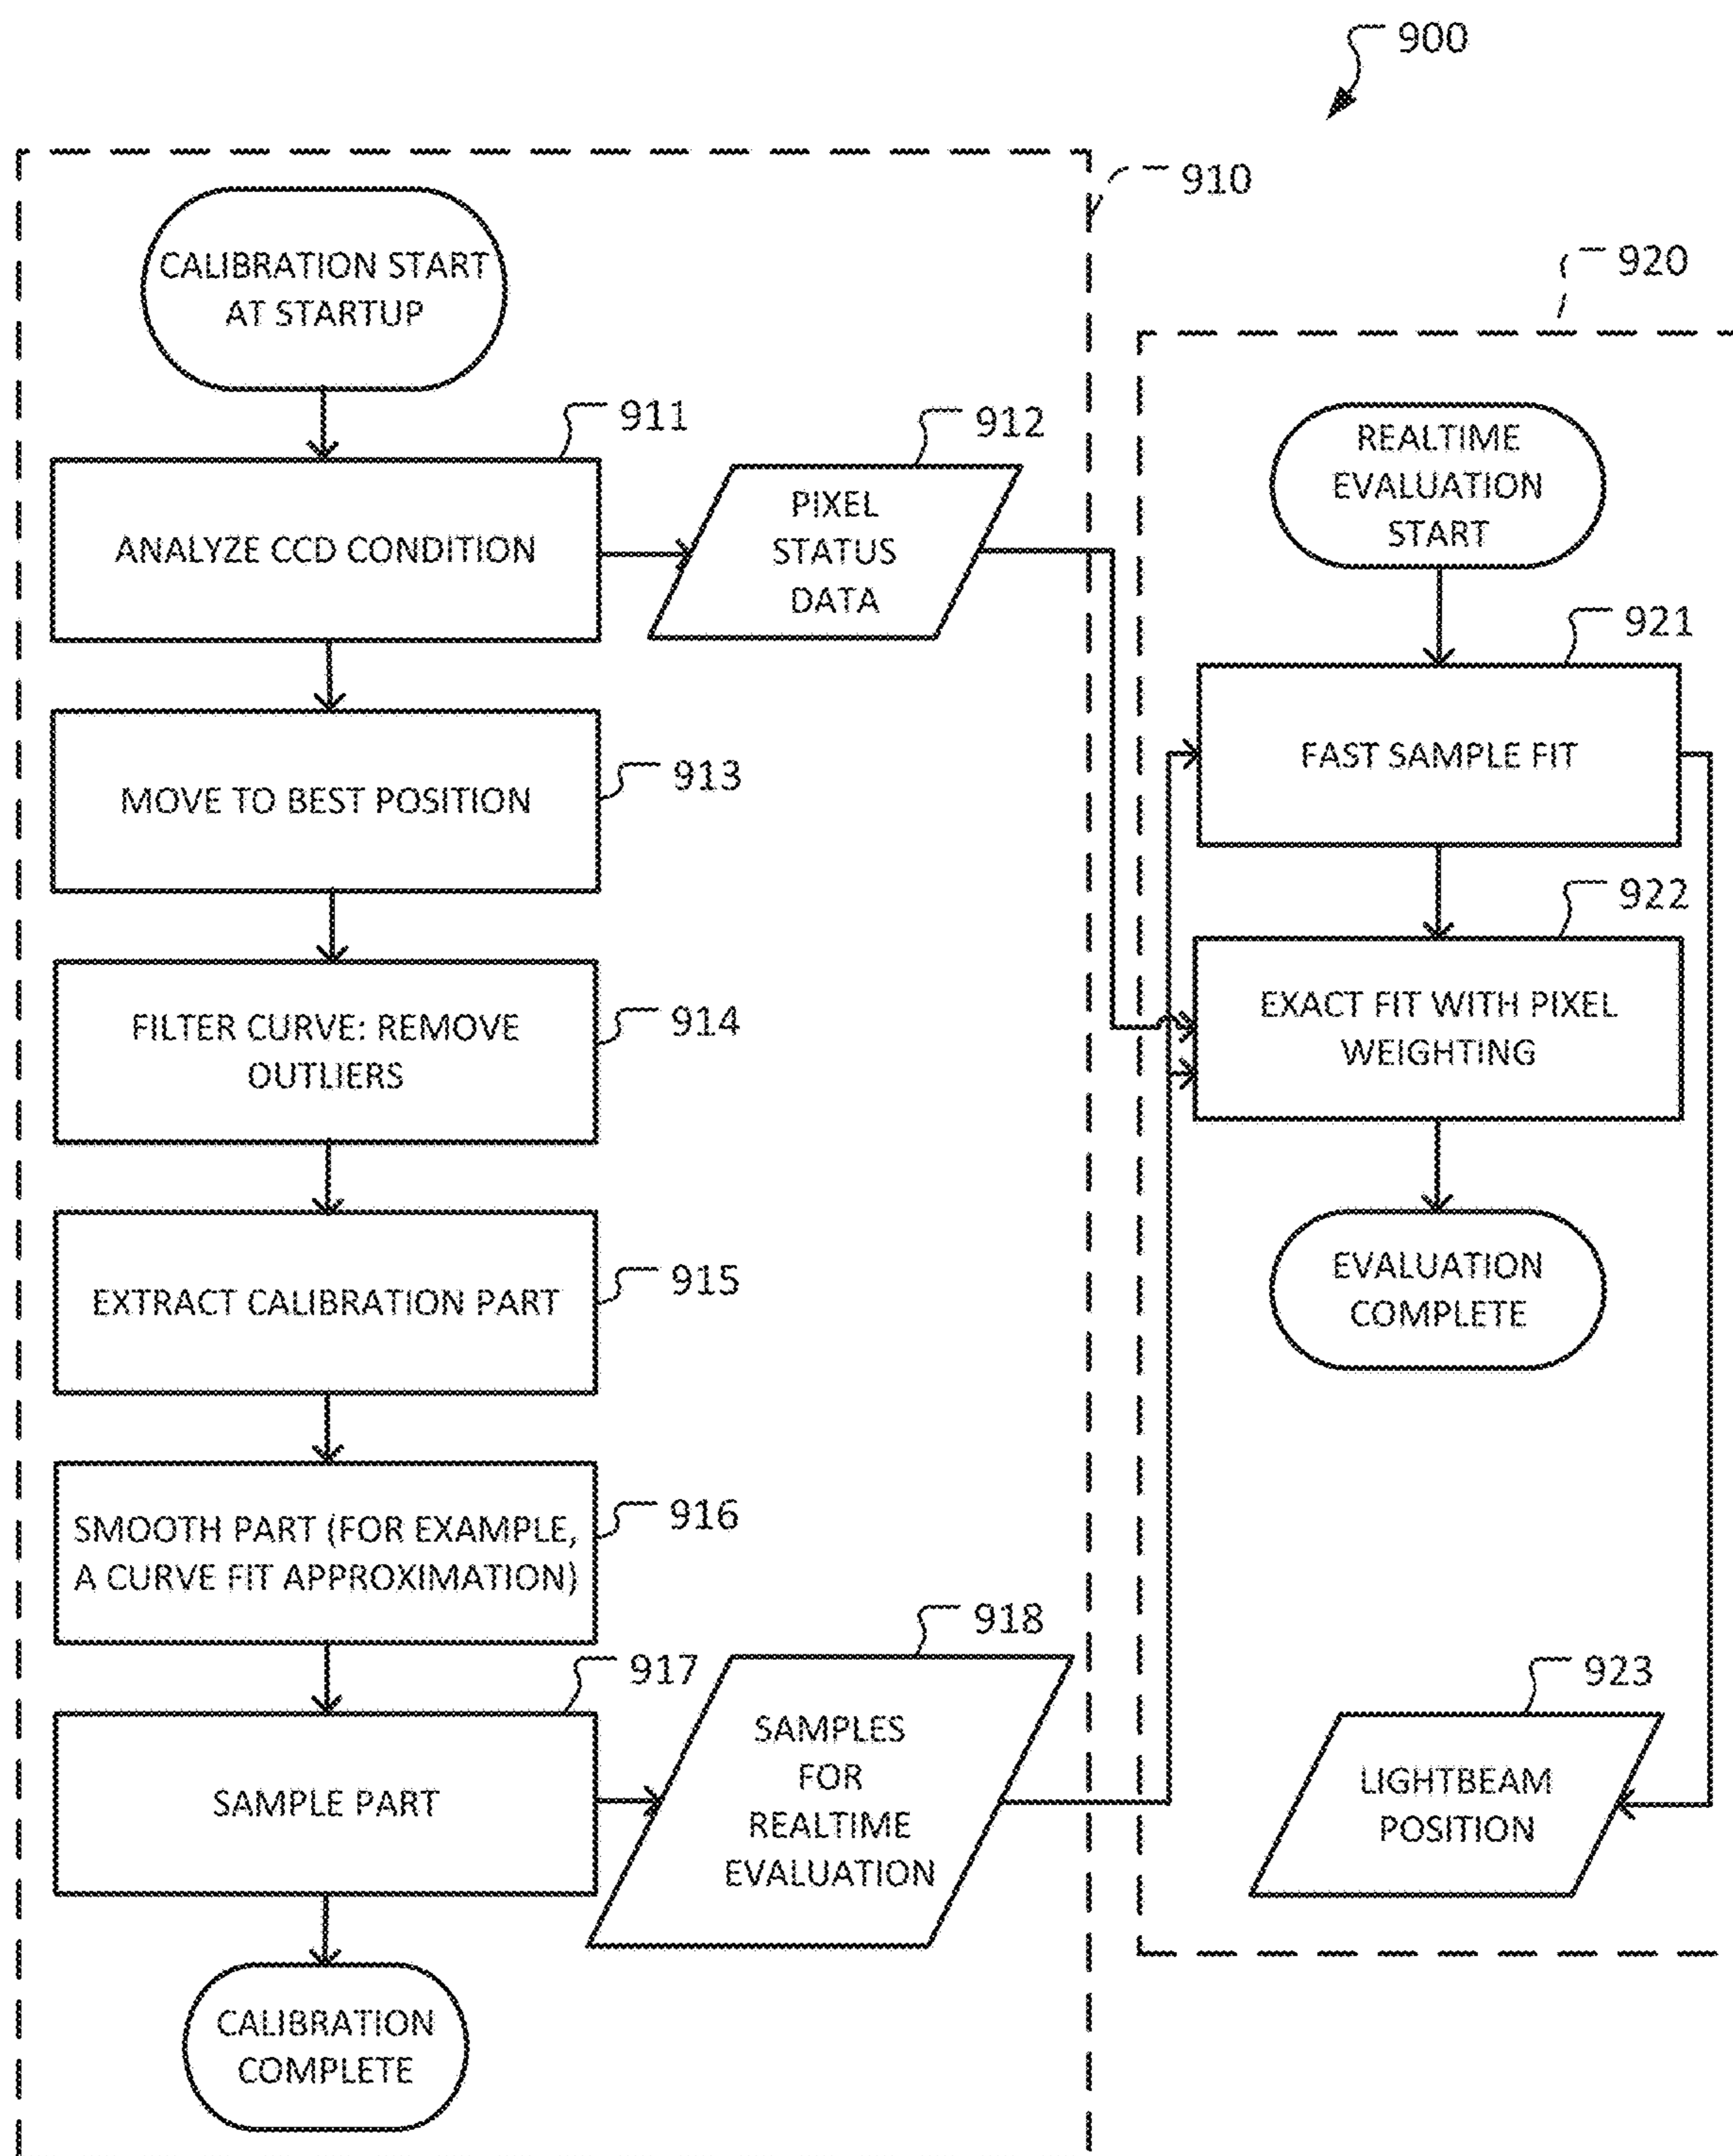 900
910
CALIBRATION START
AT STARTUP
911
ANALYZE CCD CONDITION
912
PIXEL
STATUS
DATA
913
MOVE TO BEST POSITION
914
FILTER CURVE: REMOVE
OUTLIERS
915
EXTRACT CALIBRATION PART
916
SMOOTH PART (FOR EXAMPLE,
A CURVE FIT APPROXIMATION)
917
SAMPLE PART
918
SAMPLES
FOR
REALTIME
EVALUATION
CALIBRATION
COMPLETE
920
REALTIME
EVALUATION
START
921
FAST SAMPLE FIT
922
EXACT FIT WITH PIXEL
WEIGHTING
EVALUATION
COMPLETE
923
LIGHTBEAM
POSITION